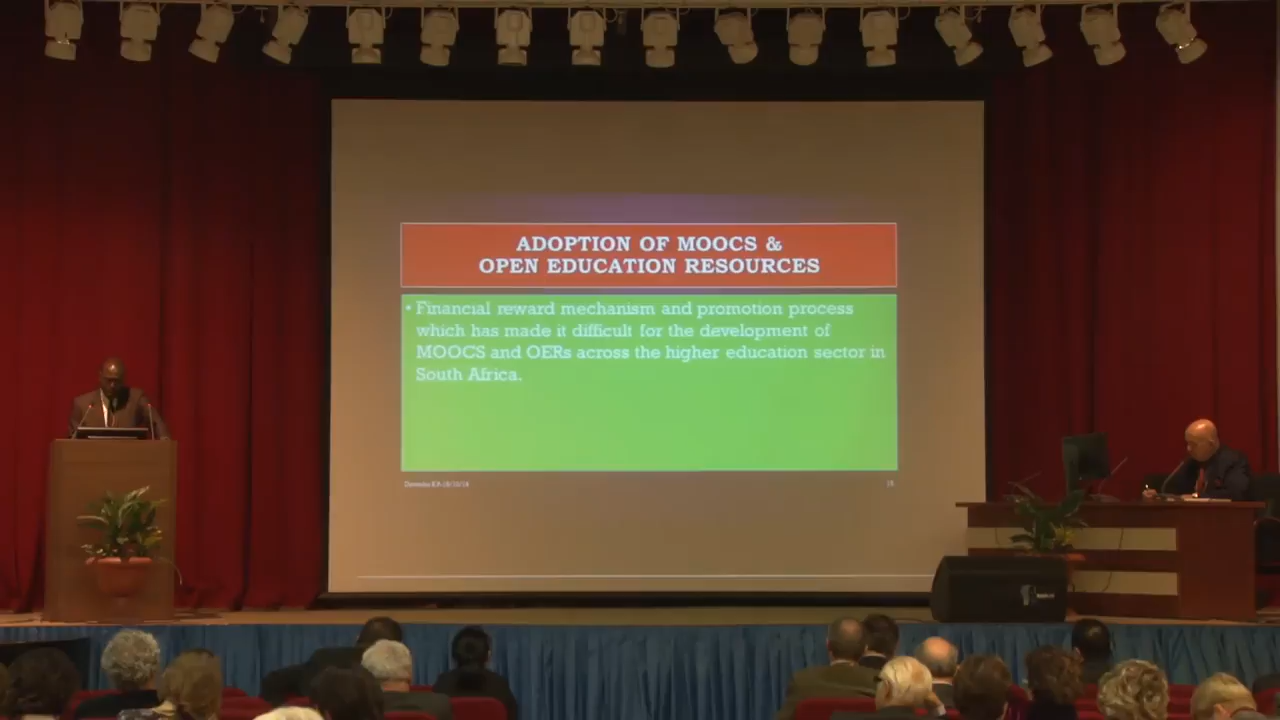 ADOPTION OF MOOCS &
OPEN EDUCATION RESOURCES
• Financial reward mechanism and promotion process
which has made it difficult for the development of
MOOCS and OERs across the higher education sector in
South Africa.